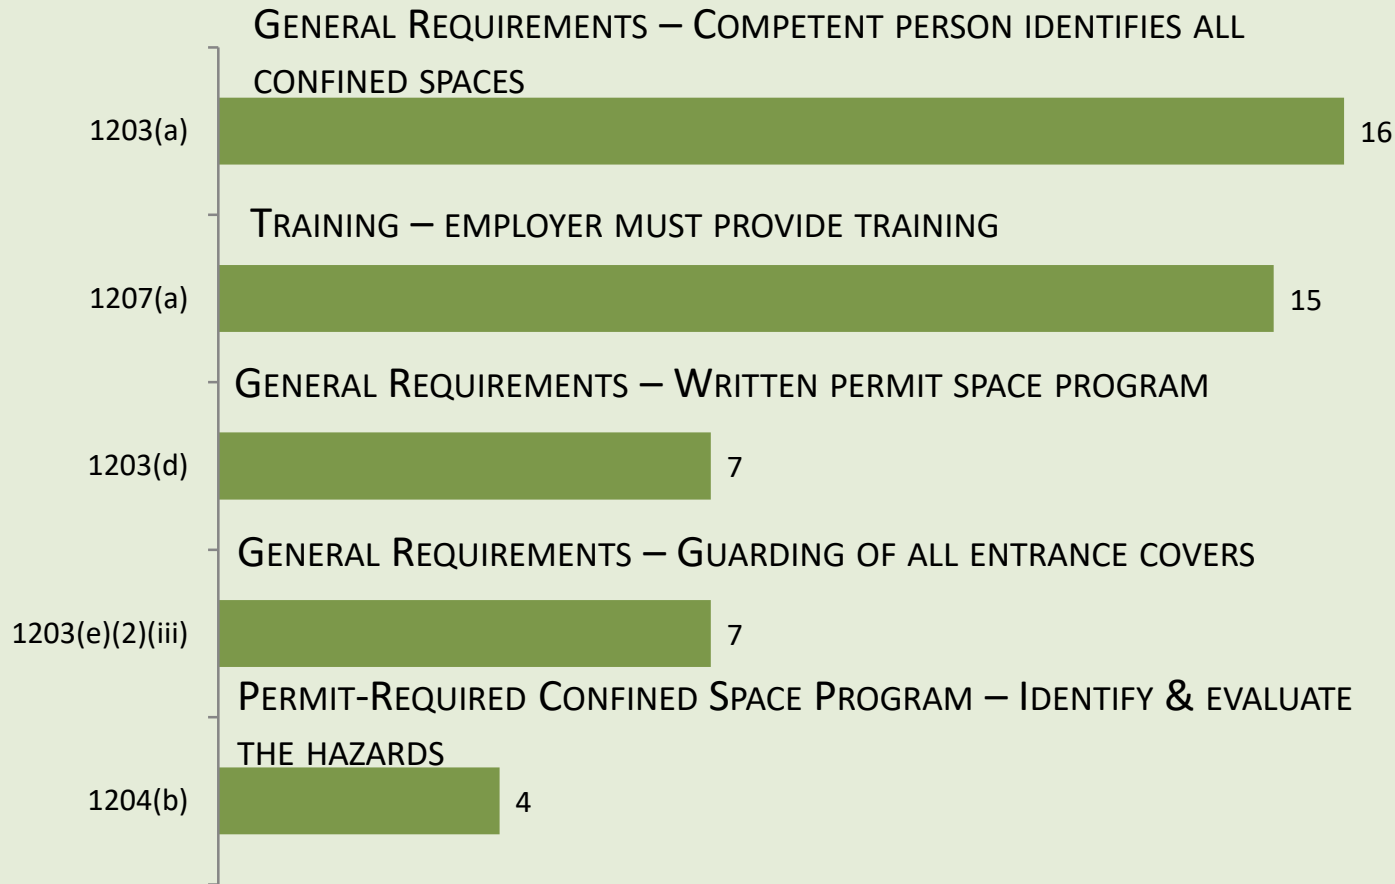 General Requirements – Competent person identifies all
confined spaces
1203(a)
16
Training – employer must provide training
1207(a)
15
General Requirements – Written permit space program
1203(d)
7
General Requirements – Guarding of all entrance covers
1203(e)(2)(iii)
7
Permit-Required Confined Space Program – Identify & evaluate
the hazards
1204(b)
4